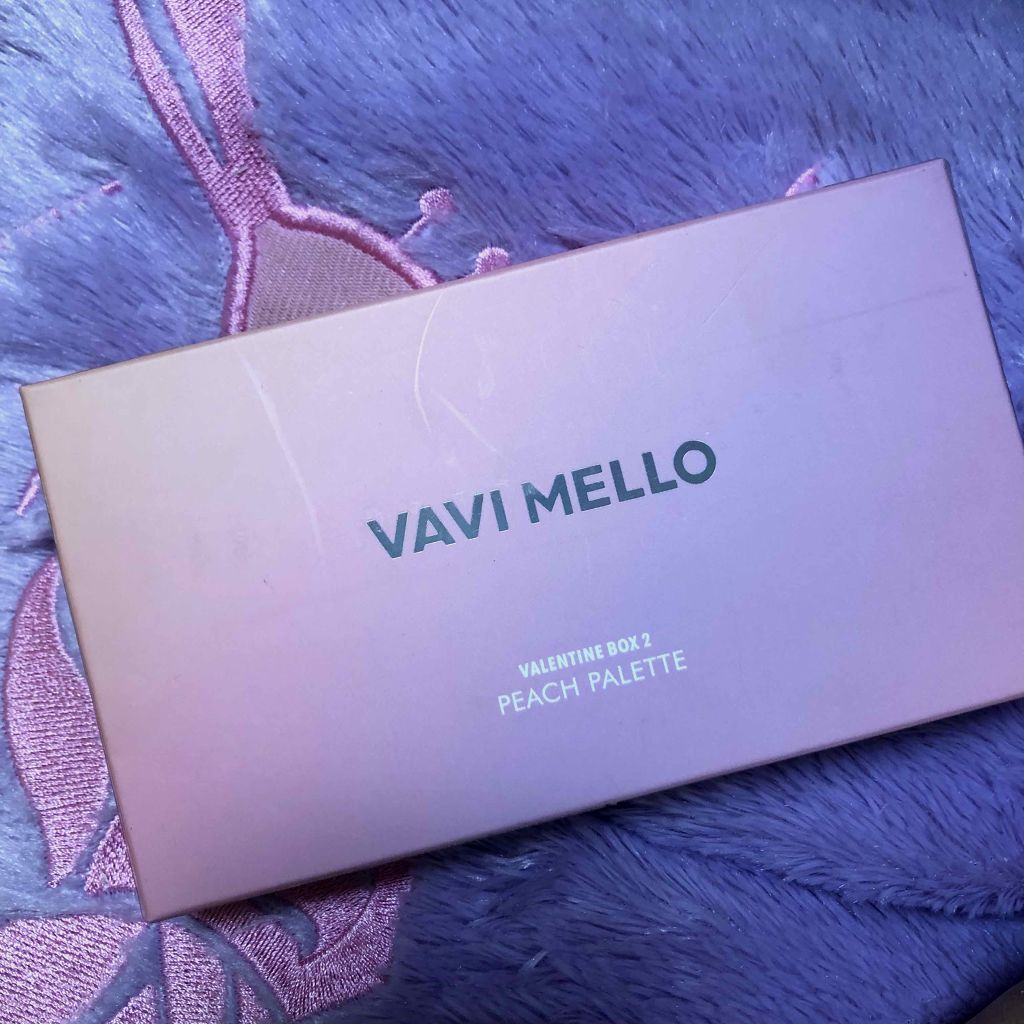 VAVI MELLO
VALENTINE BOX 2
PEACH PALETTE